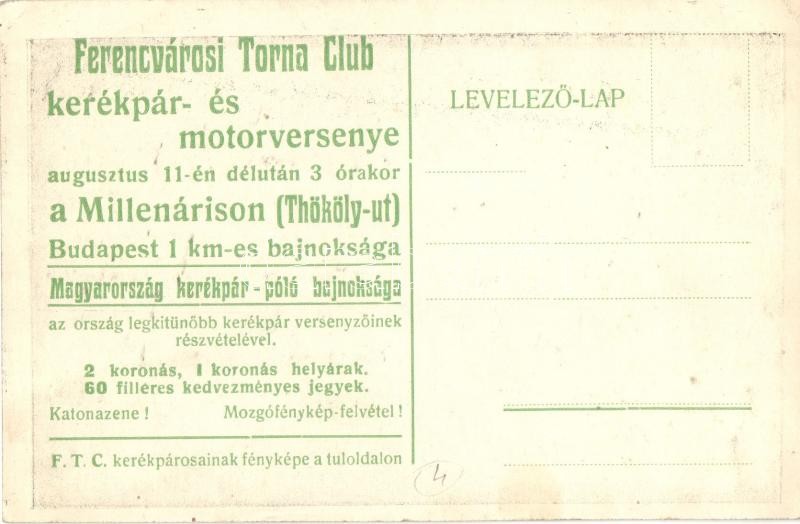 Ferencvárosi Torna Club
kerékpár- és
motorversenye
augusztus 11-én délután 3 órakor
a Millenárison (Thököly-ut)
Budapest 1 km-es bajnoksága
Magyarország kerékpár-póló bajnoksága
az ország legkitünőbb kerékpár versenyzőinek
részvételével.
2 koronás, 1 koronás helyárak.
60 filléres kedvezményes jegyek.
Katonazene ! Mozgófénykép-felvétel !
F. T. C. kerékpárosainak fényképe a tuloldalon
LEVELEZŐ-LAP
4